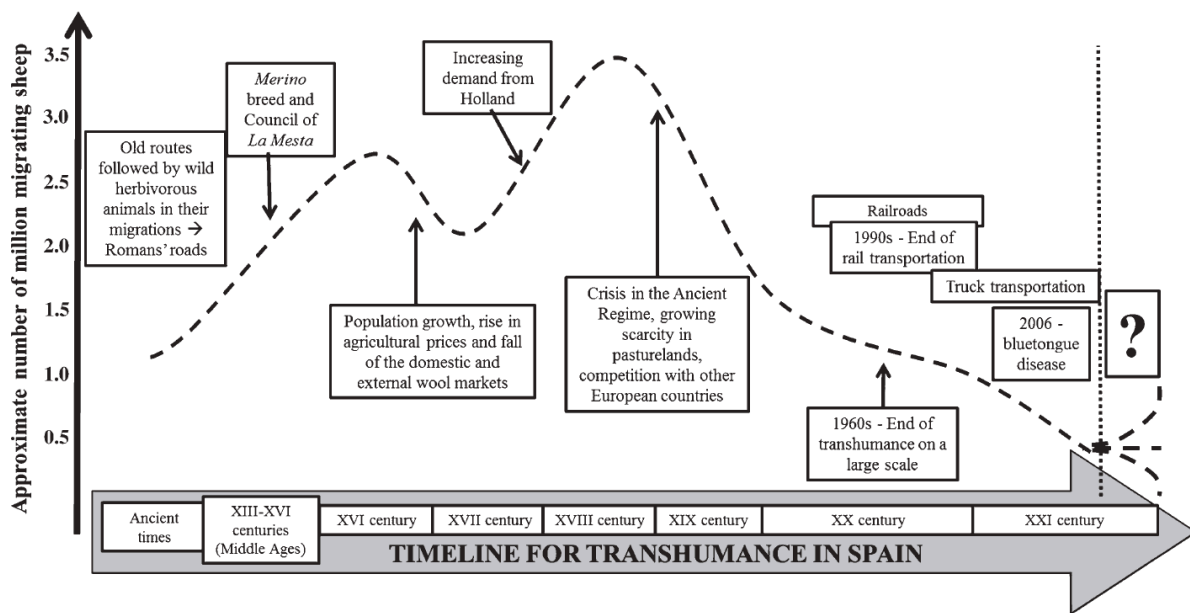 Approximate number of million migrating sheep
3.5
3.0
2.5
2.0
1.5
1.0
0.5
Old routes
followed by wild
herbivorous
animals in their
migrations →
Romans' roads
Merino
breed and
Council of
La Mesta
Population growth, rise in
agricultural prices and fall
of the domestic and
external wool markets
Increasing
demand from
Holland
Crisis in the Ancient
Regime, growing
scarcity in
pasturelands,
competition with other
European countries
Railroads
1990s - End of
rail transportation
Truck transportation
2006 -
bluetongue
disease
?
1960s - End of
transhumance on a
large scale
Ancient
times
XIII-XVI
centuries
(Middle Ages)
XVI century
XVII century
XVIII century
XIX century
XX century
XXI century
TIMELINE FOR TRANSHUMANCE IN SPAIN